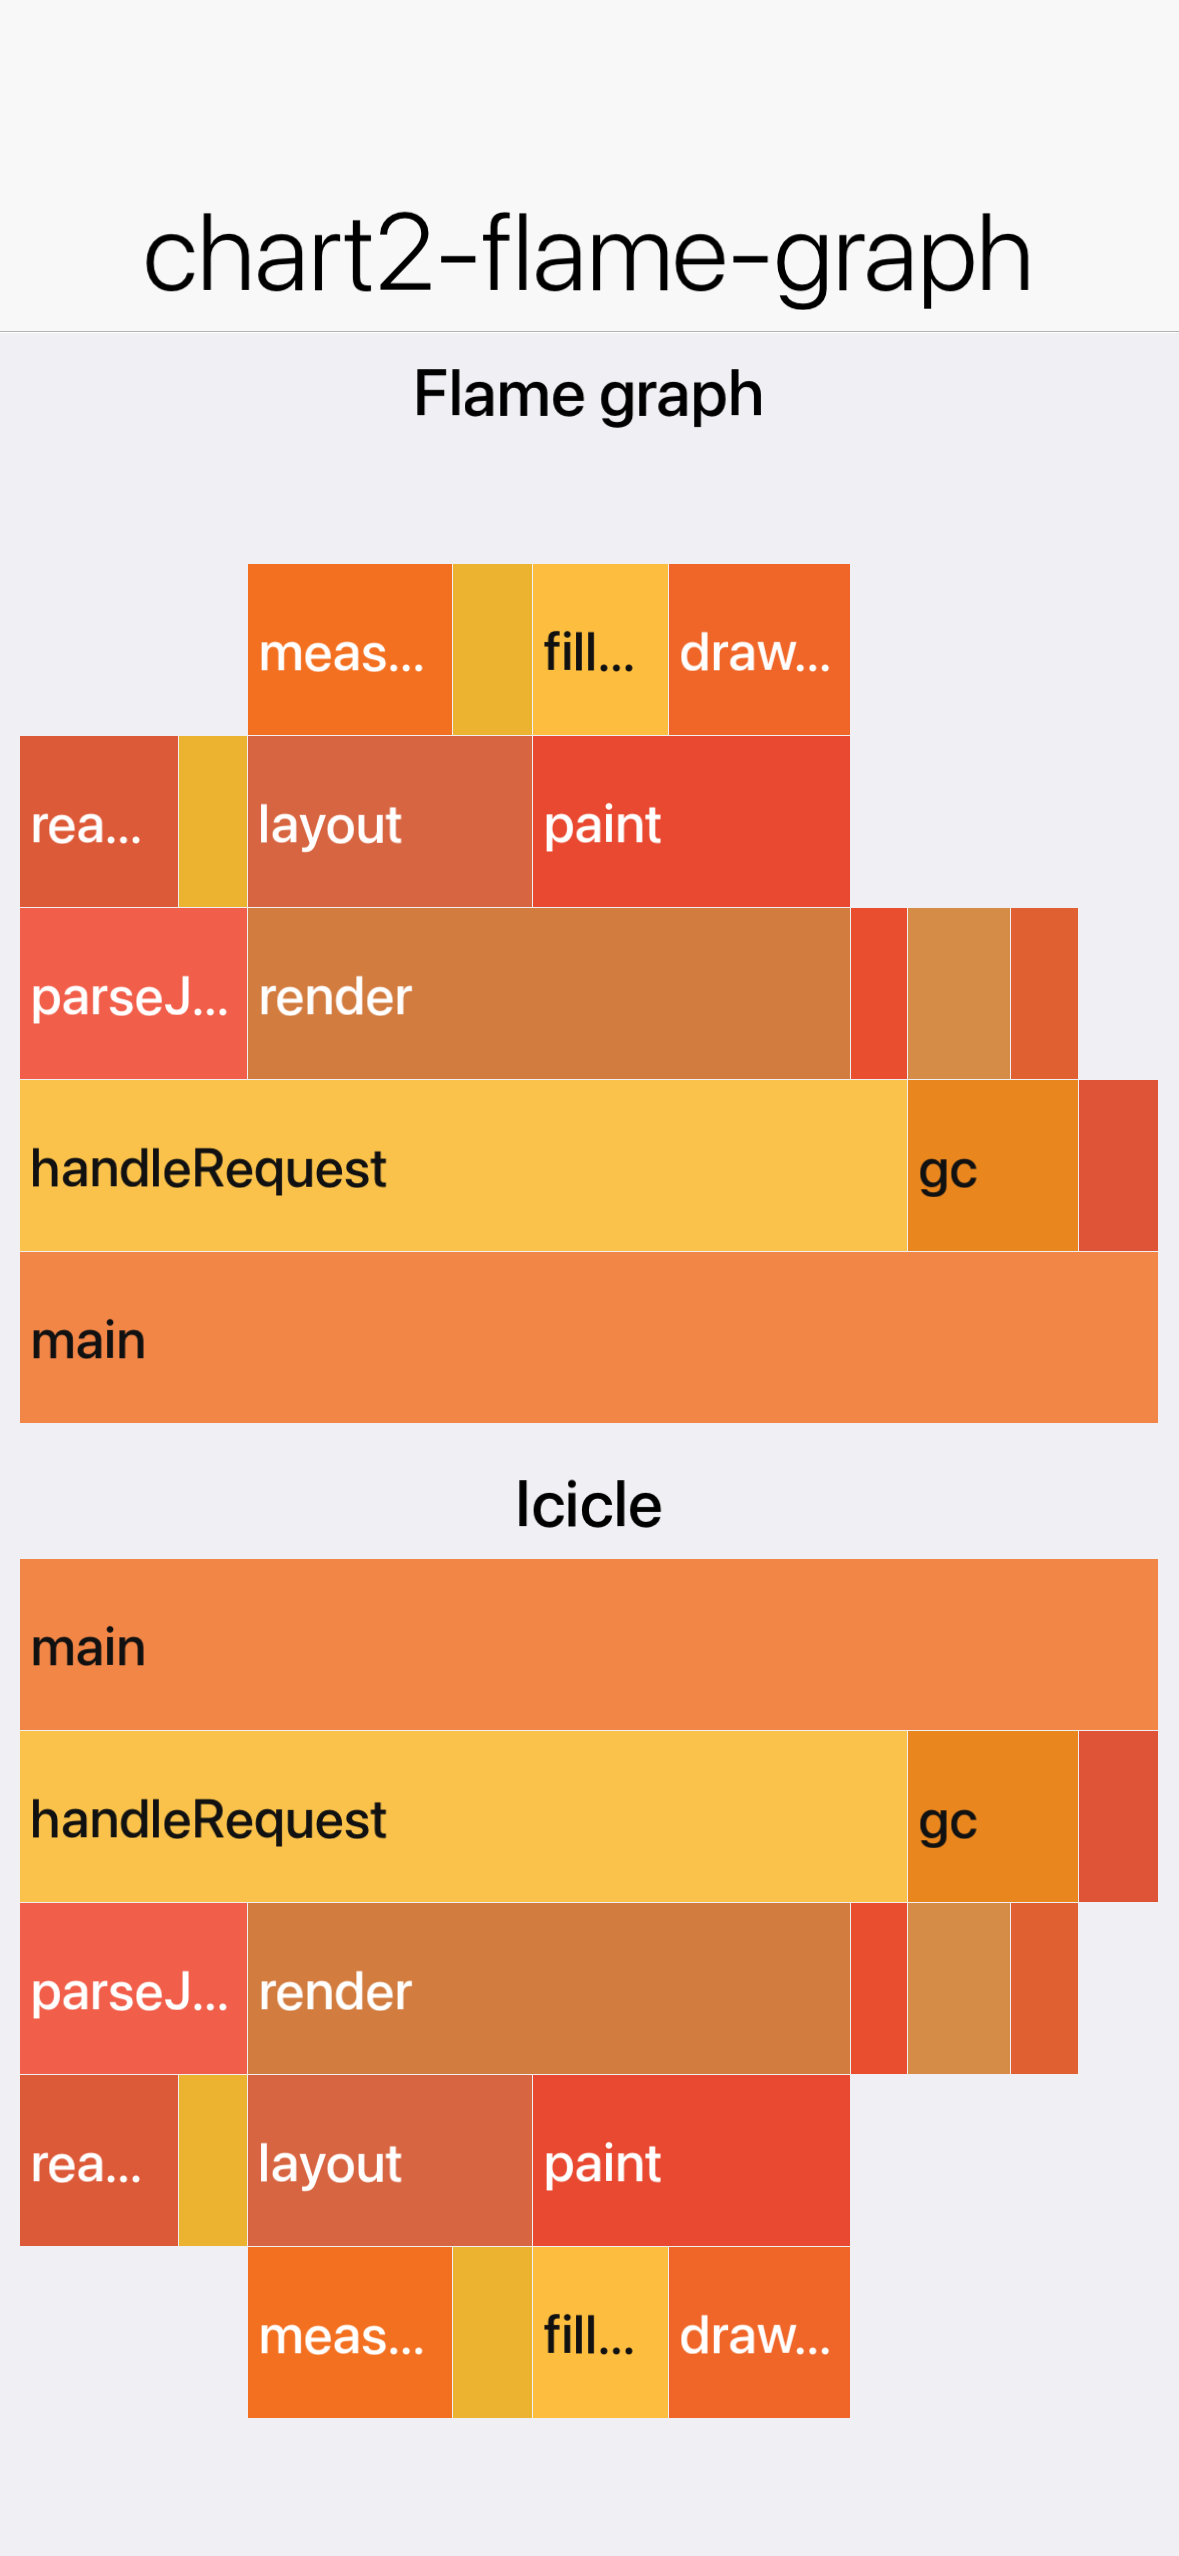 chart2-flame-graph
Flame graph
meas... fill... draw...
rea... layout paint
parseJ... render
handleRequest gc
main
Icicle
main
handleRequest gc
parseJ... render
rea... layout paint
meas... fill... draw...